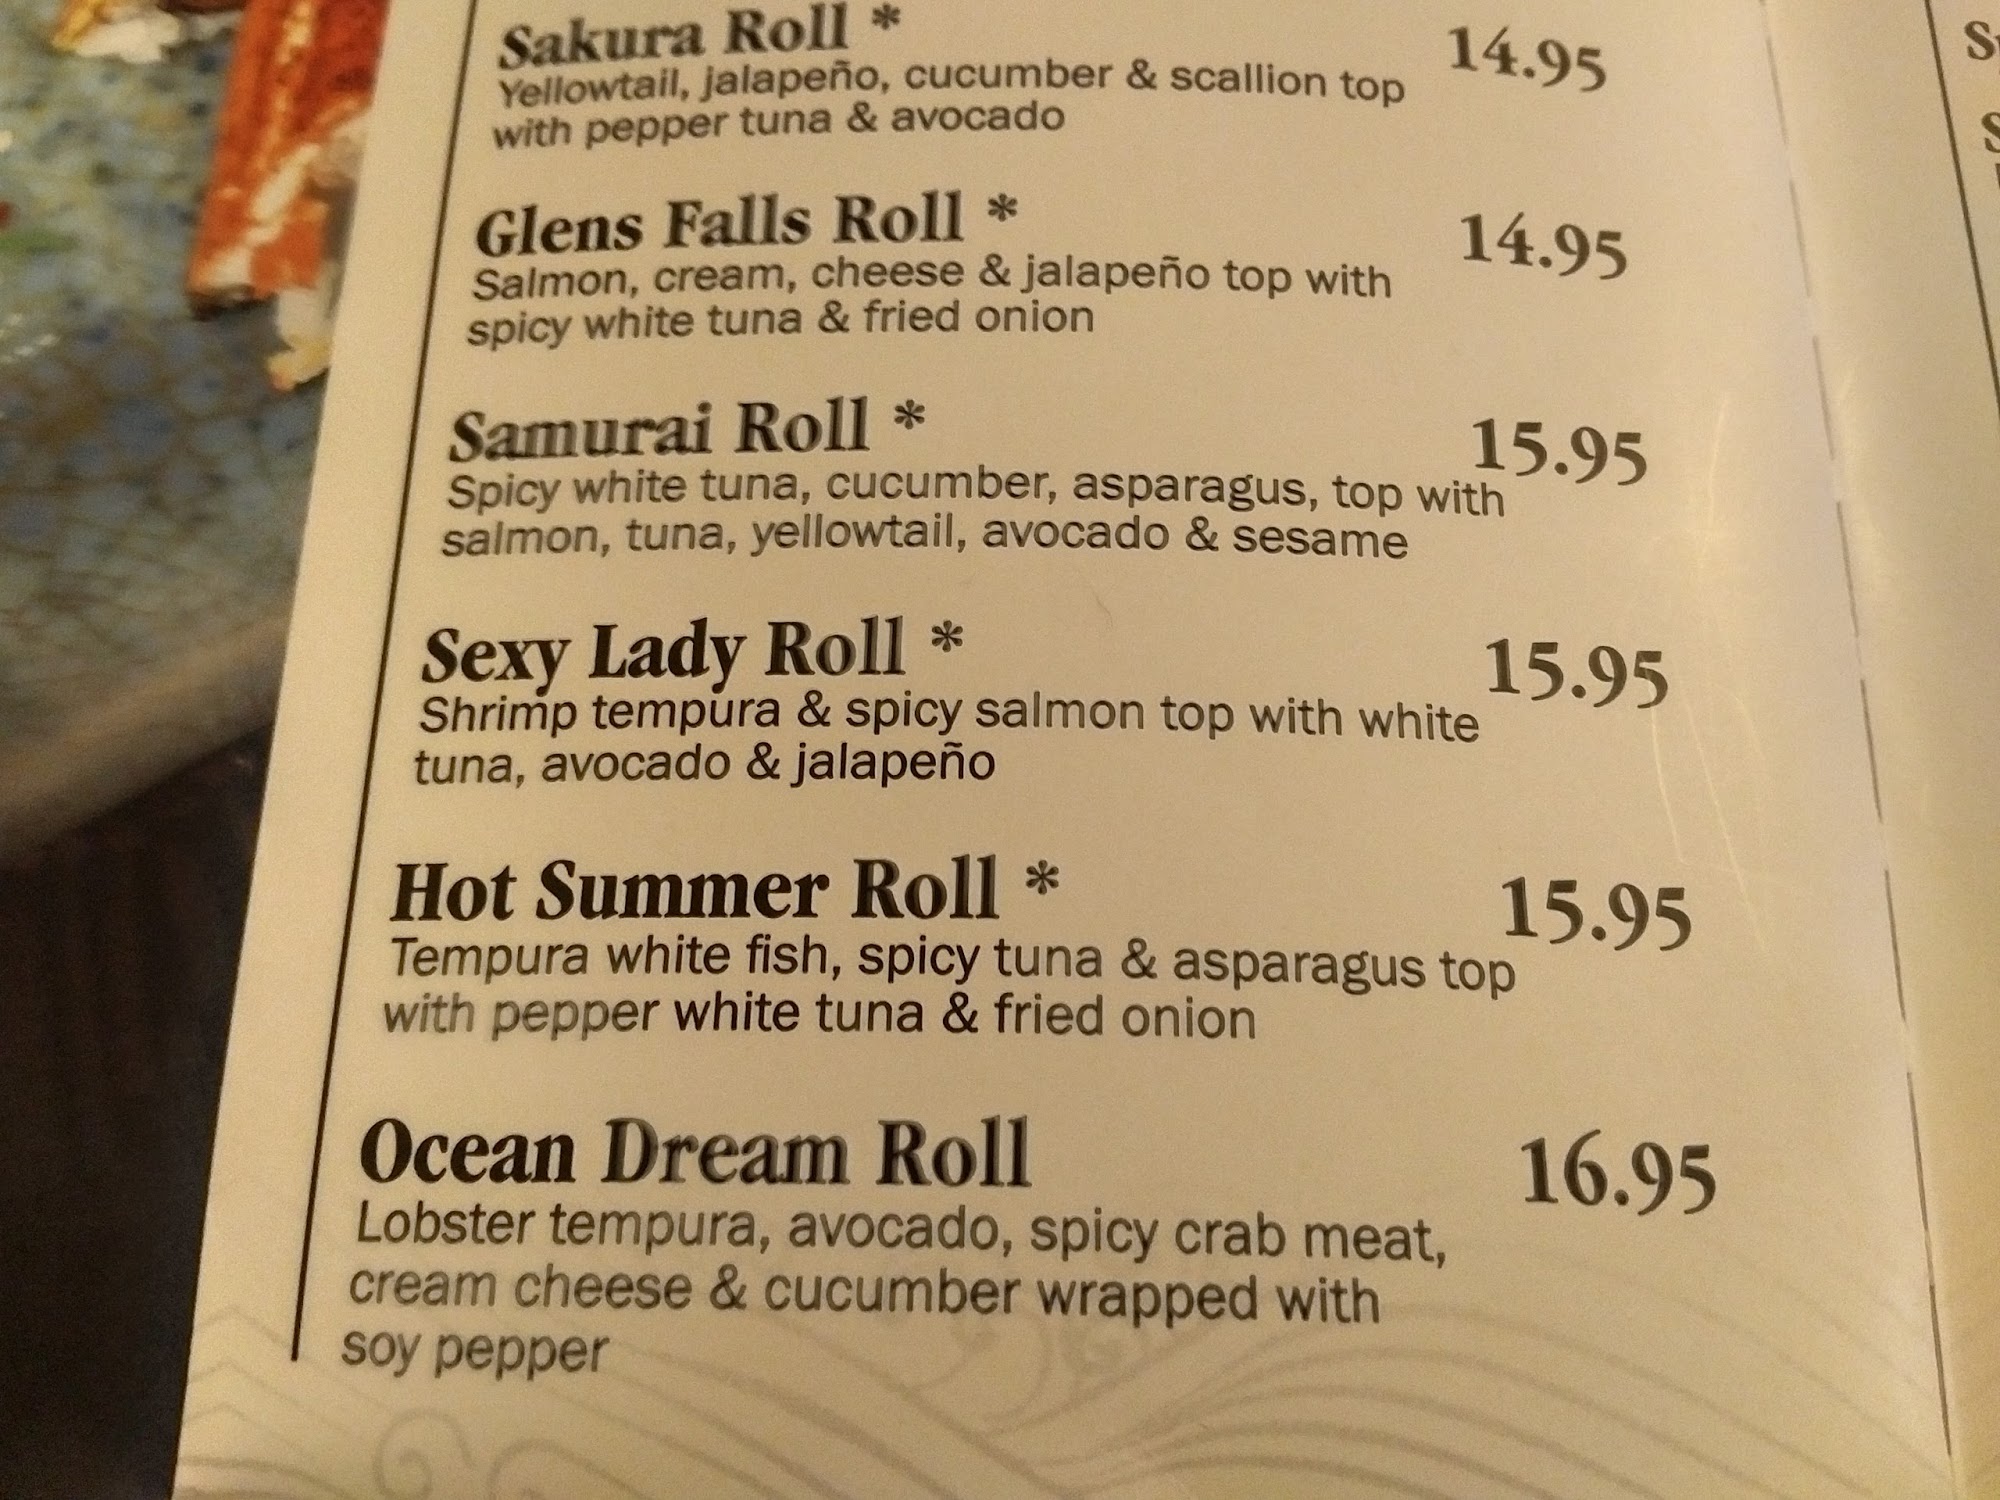 Sakura Roll * 14.95
Yellowtail, jalapeño, cucumber & scallion top
with pepper tuna & avocado
Glens Falls Roll * 14.95
Salmon, cream, cheese & jalapeño top with
spicy white tuna & fried onion
Samurai Roll * 15.95
Spicy white tuna, cucumber, asparagus, top with
salmon, tuna, yellowtail, avocado & sesame
Sexy Lady Roll * 15.95
Shrimp tempura & spicy salmon top with white
tuna, avocado & jalapeño
Hot Summer Roll * 15.95
Tempura white fish, spicy tuna & asparagus top
with pepper white tuna & fried onion
Ocean Dream Roll 16.95
Lobster tempura, avocado, spicy crab meat,
cream cheese & cucumber wrapped with
soy pepper